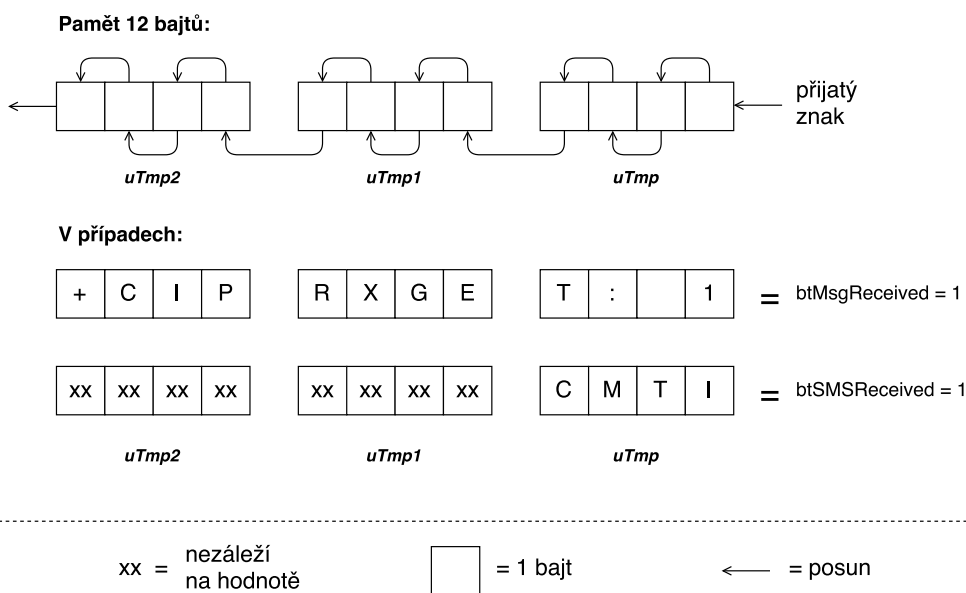 Pamět 12 bajtů:
přijatý
znak
uTmp2 uTmp1 uTmp
V případech:
+ C I P R X G E T : 1 = btMsgReceived = 1
xx xx xx xx xx xx xx xx C M T I = btSMSReceived = 1
uTmp2 uTmp1 uTmp
xx = nezáleží
na hodnotě
= 1 bajt
= posun